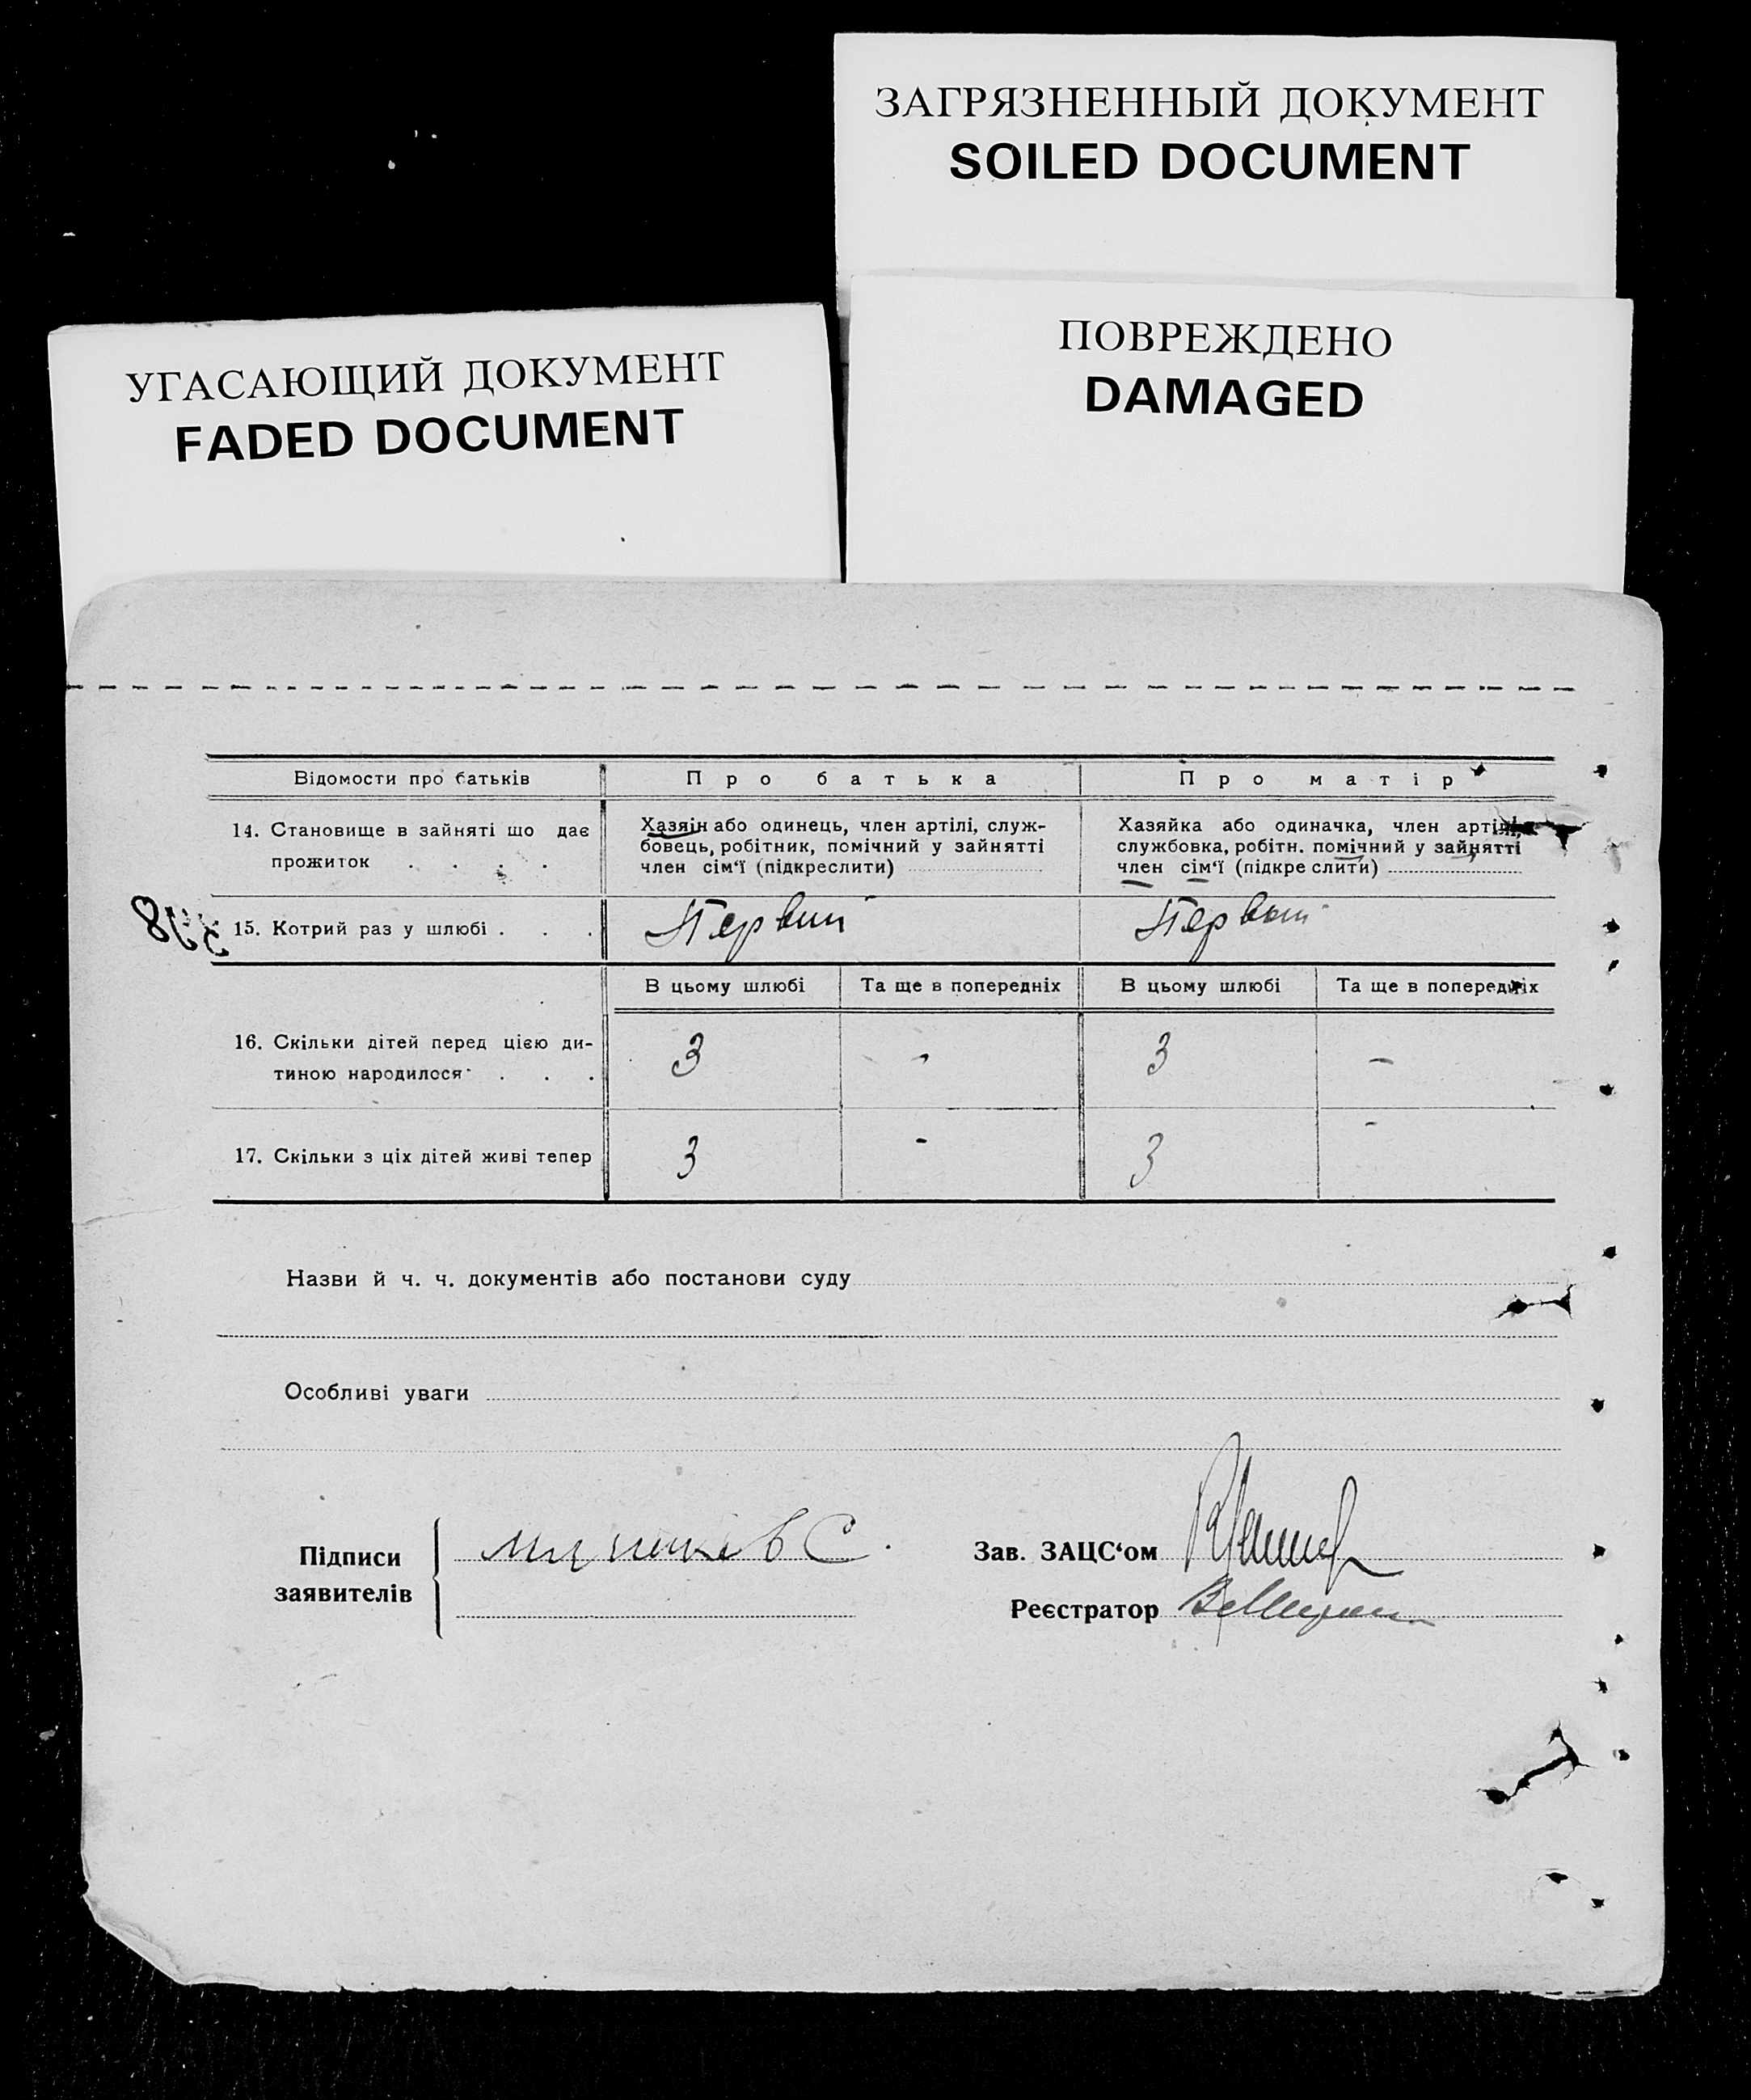 ЗАГРЯЗНЕННЫЙ ДОКУМЕНТ
SOILED DOCUMENT
ПОВРЕЖДЕНО
DAMAGED
УГАСАЮЩИЙ ДОКУМЕНТ
FADED DOCUMENT
Відомости про батьків
Про батька
Про матір
14. Становище в зайняті що дає
прожиток . . . .
Хазяін або одинець, член артілі, служ-
бовець, робітник, помічний у зайнятті
член сім‘ї (підкреслити)
Хазяйка або одиначка, член артілі,
службовка, робітн. помічний у зайнятті
член сім‘ї (підкреслити)
15. Котрий раз у шлюбі . . .
Первий
Первый
В цьому шлюбі
Та ще в попередніх
В цьому шлюбі
Та ще в попередніх
16. Скільки дітей перед цією ди-
тиною народилося . . .
3
-
3
-
17. Скільки з ціх дітей живі тепер
3
-
3
-
Назви й ч. ч. документів або постанови суду
Особливі уваги
Підписи
заявителів
Зав. ЗАЦС‘ом
Реєстратор